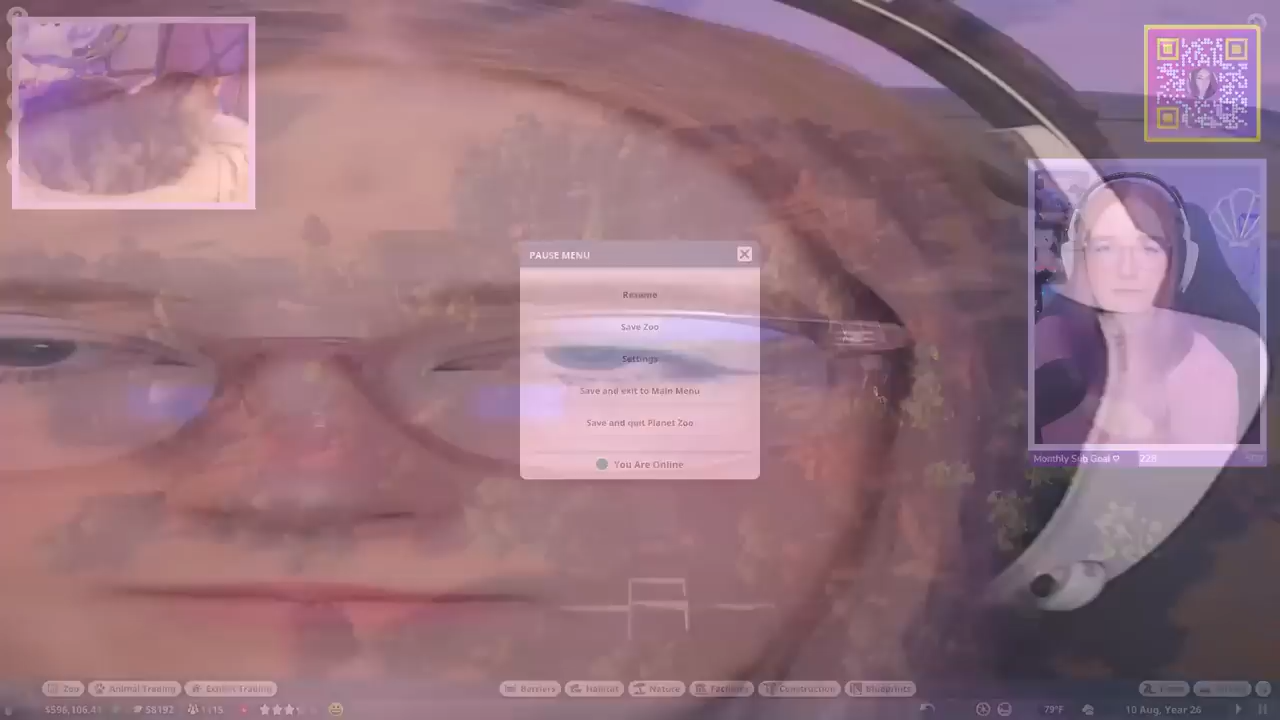 PAUSE MENU
Resume
Save Zoo
Settings
Save and exit to Main Menu
Save and quit Planet Zoo
You Are Online
Monthly Sub Goal ♡ 228
Zoo Animal Trading Exhibit Trading Barriers Habitat Nature Facilities Construction Blueprints
58192 79°F 10 Aug, Year 26